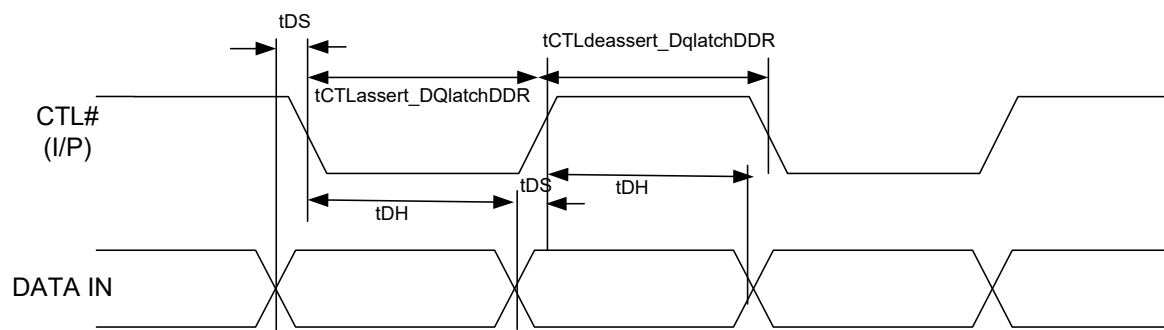 tDS
tCTLdeassert_DqlatchDDR
tCTLassert_DQlatchDDR
CTL#
(I/P)
tDS
tDH
tDH
DATA IN